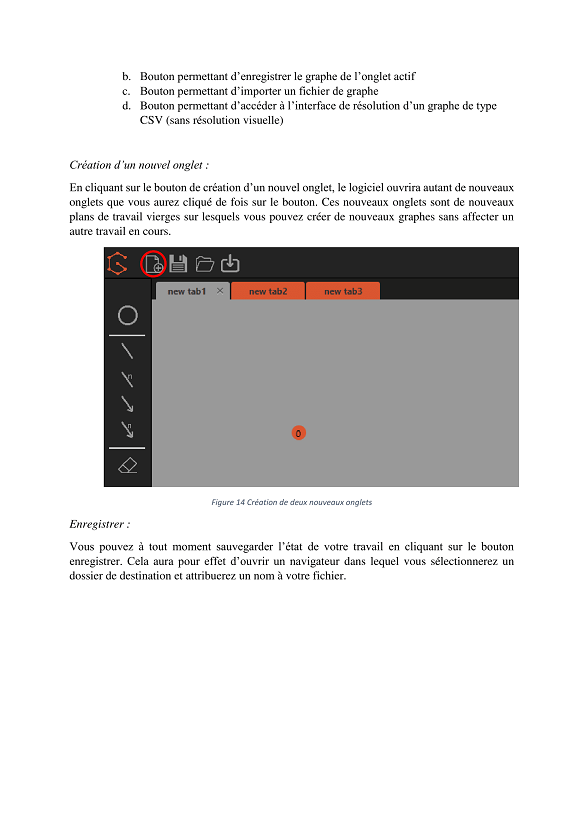 b. Bouton permettant d’enregistrer le graphe de l’onglet actif
c. Bouton permettant d’importer un fichier de graphe
d. Bouton permettant d’accéder à l’interface de résolution d’un graphe de type
CSV (sans résolution visuelle)
Création d’un nouvel onglet :
En cliquant sur le bouton de création d’un nouvel onglet, le logiciel ouvrira autant de nouveaux
onglets que vous aurez cliqué de fois sur le bouton. Ces nouveaux onglets sont de nouveaux
plans de travail vierges sur lesquels vous pouvez créer de nouveaux graphes sans affecter un
autre travail en cours.
new tab1 × new tab2 new tab3
n
n
0
Figure 14 Création de deux nouveaux onglets
Enregistrer :
Vous pouvez à tout moment sauvegarder l’état de votre travail en cliquant sur le bouton
enregistrer. Cela aura pour effet d’ouvrir un navigateur dans lequel vous sélectionnerez un
dossier de destination et attribuerez un nom à votre fichier.